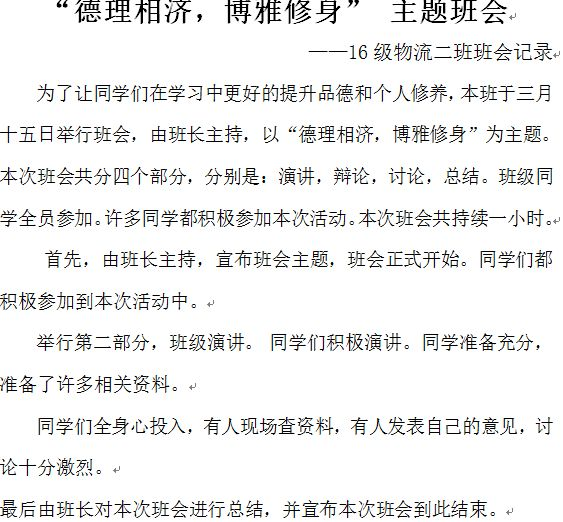 “德理相济，博雅修身” 主题班会
——16 级物流二班班会记录
为了让同学们在学习中更好的提升品德和个人修养，本班于三月
十五日举行班会，由班长主持，以“德理相济，博雅修身”为主题。
本次班会共分四个部分，分别是：演讲，辩论，讨论，总结。班级同
学全员参加。许多同学都积极参加本次活动。本次班会共持续一小时。
首先，由班长主持，宣布班会主题，班会正式开始。同学们都
积极参加到本次活动中。
举行第二部分，班级演讲。 同学们积极演讲。同学准备充分，
准备了许多相关资料。
同学们全身心投入，有人现场查资料，有人发表自己的意见，讨
论十分激烈。
最后由班长对本次班会进行总结，并宣布本次班会到此结束。